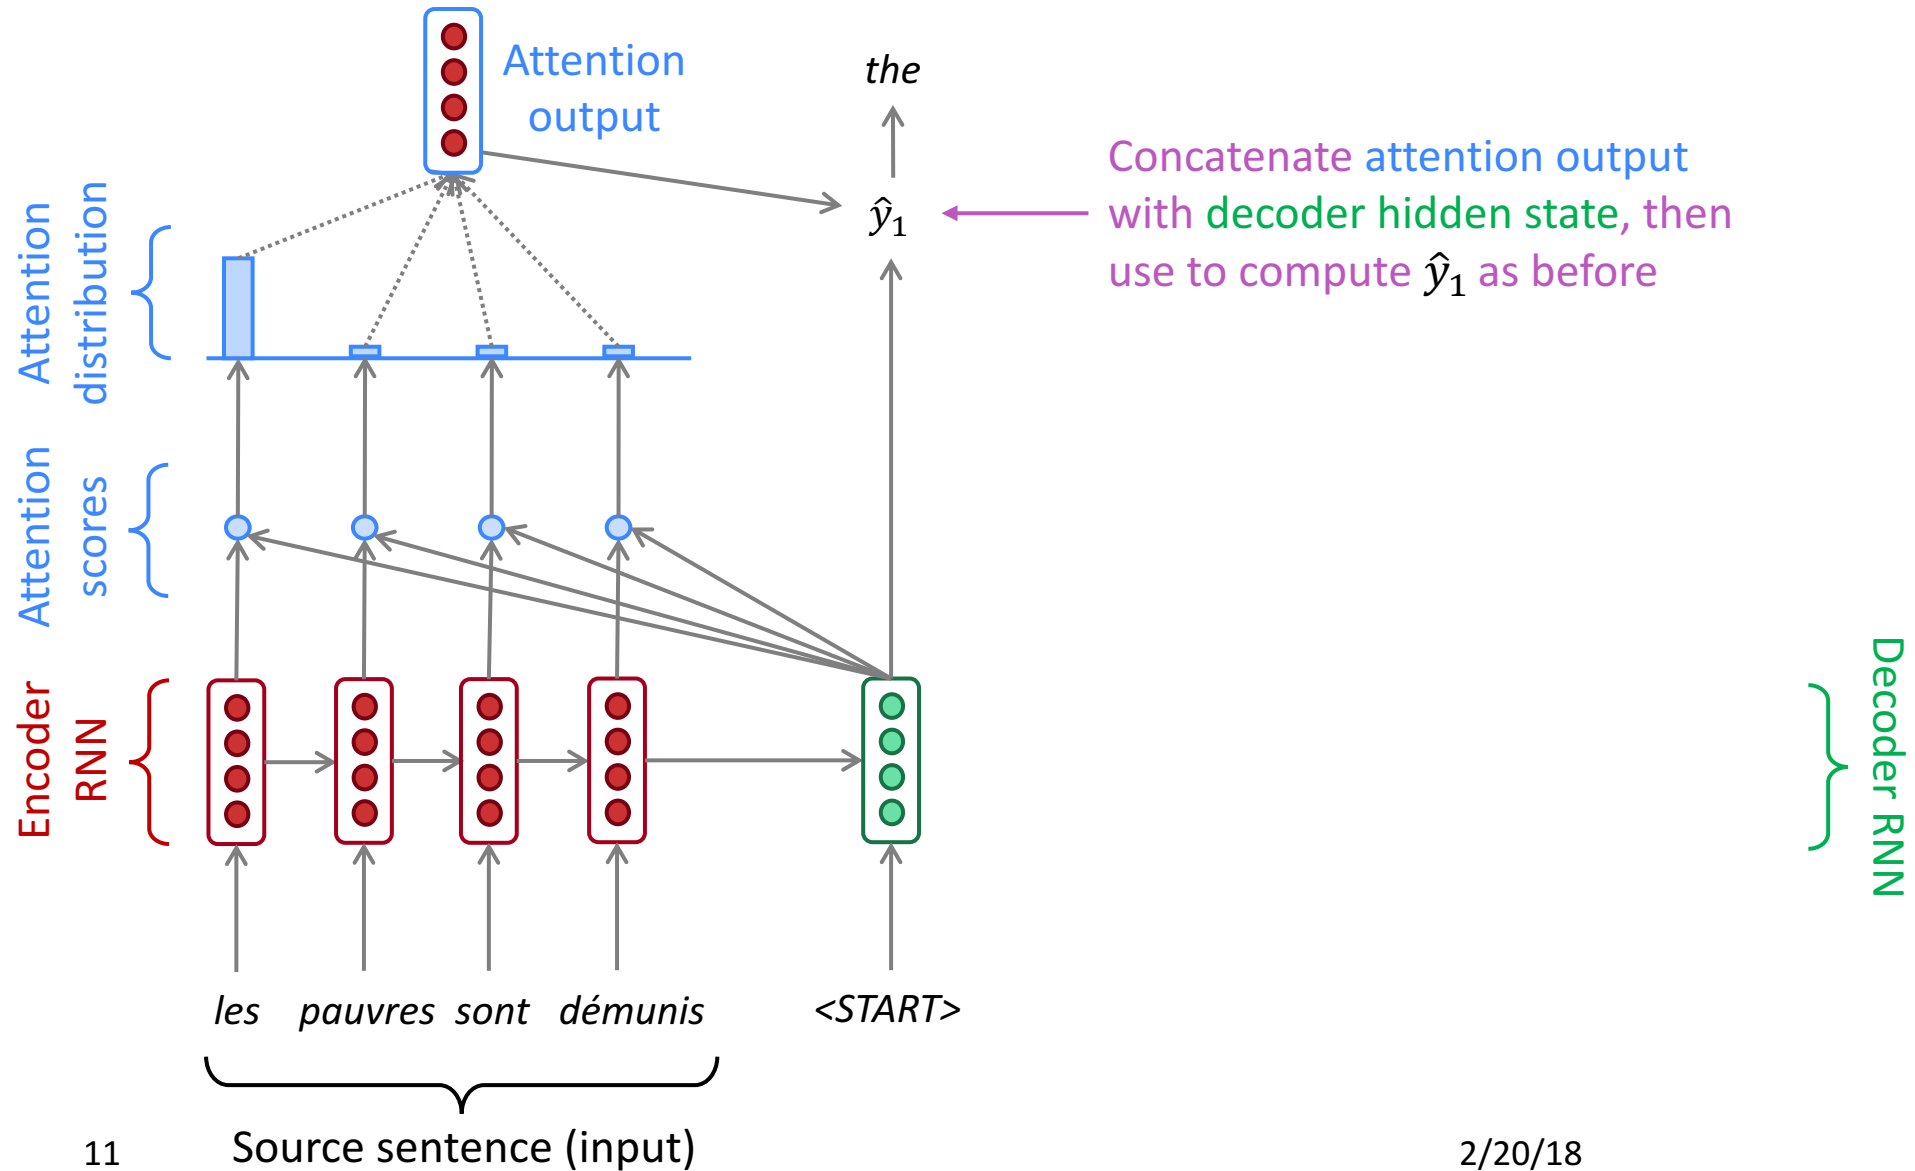 Attention
output
the
Concatenate attention output
with decoder hidden state, then
use to compute ŷ₁ as before
ŷ₁
Attention
distribution
Attention
scores
Encoder
RNN
Decoder RNN
les pauvres sont démunis <START>
Source sentence (input)
11
2/20/18